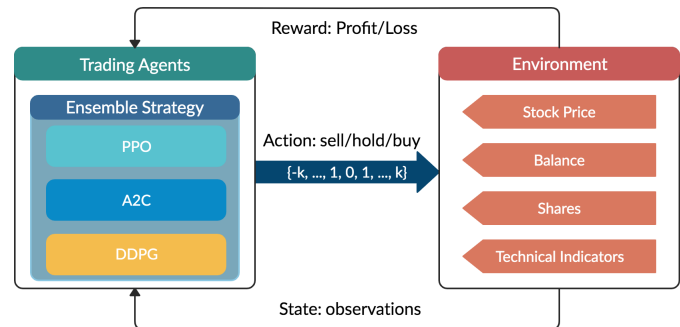 Reward: Profit/Loss
Trading Agents
Environment
Ensemble Strategy
PPO
A2C
DDPG
Action: sell/hold/buy
{-k, ..., 1, 0, 1, ..., k}
Stock Price
Balance
Shares
Technical Indicators
State: observations